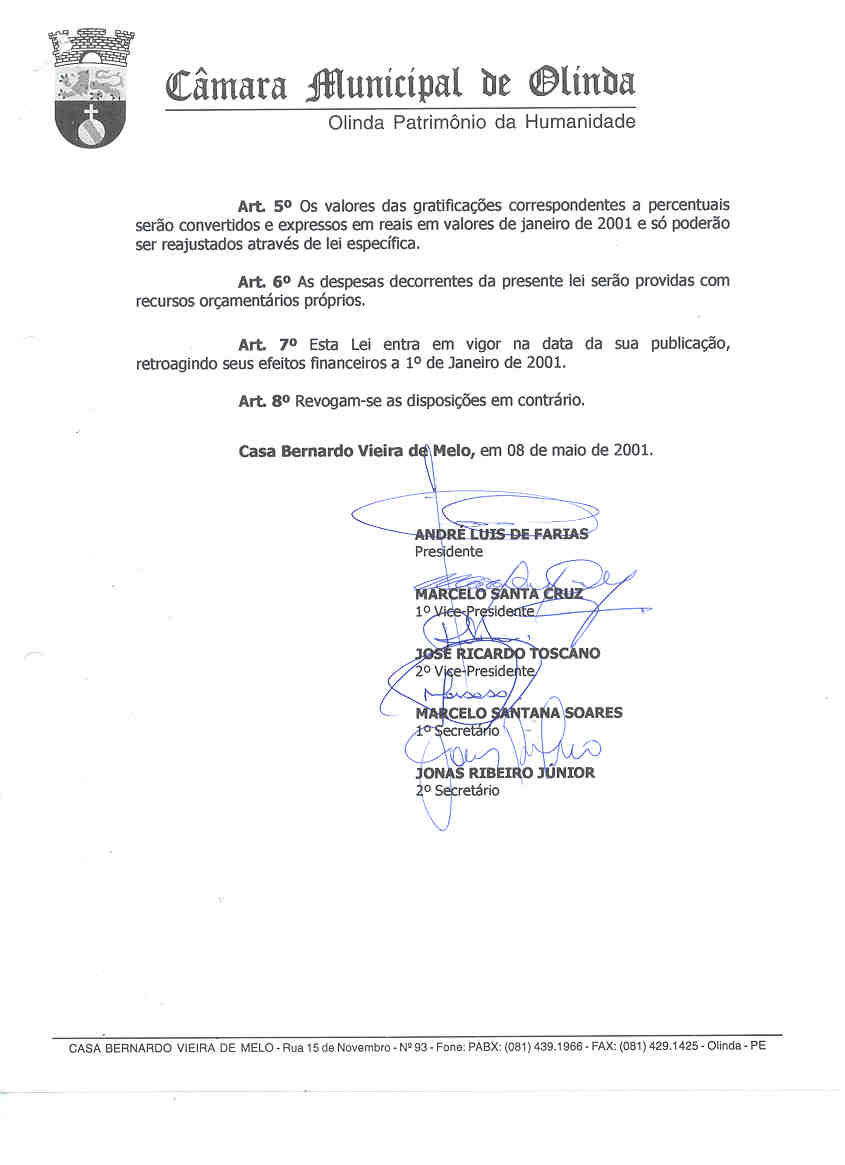 Câmara Municipal de Olinda
Olinda Patrimônio da Humanidade
Art. 5º Os valores das gratificações correspondentes a percentuais
serão convertidos e expressos em reais em valores de janeiro de 2001 e só poderão
ser reajustados através de lei específica.
Art. 6º As despesas decorrentes da presente lei serão providas com
recursos orçamentários próprios.
Art. 7º Esta Lei entra em vigor na data da sua publicação,
retroagindo seus efeitos financeiros a 1º de Janeiro de 2001.
Art. 8º Revogam-se as disposições em contrário.
Casa Bernardo Vieira de Melo, em 08 de maio de 2001.
ANDRÉ LUIS DE FARIAS
Presidente
MARCELO SANTA CRUZ
1º Vice-Presidente
JOSÉ RICARDO TOSCANO
2º Vice-Presidente
MARCELO SANTANA SOARES
1º Secretário
JONAS RIBEIRO JÚNIOR
2º Secretário
CASA BERNARDO VIEIRA DE MELO - Rua 15 de Novembro - Nº 93 - Fone: PABX: (081) 439.1966 - FAX: (081) 429.1425 - Olinda - PE